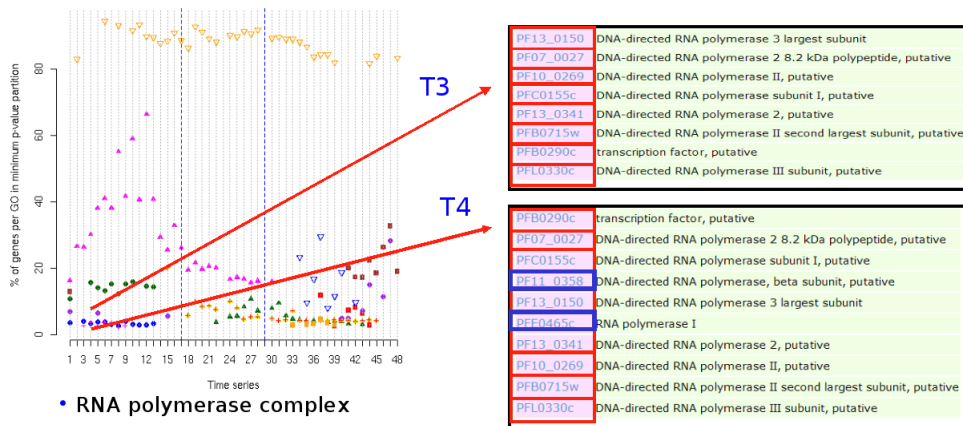 % of genes per GO in minimum p-value partition
80
60
40
20
0
1 3 5 7 9 11 13 15 17 19 21 23 25 27 29 31 33 35 37 39 41 43 45 48
Time series
• RNA polymerase complex
T3
T4
PF13_0150 DNA-directed RNA polymerase 3 largest subunit
PF07_0027 DNA-directed RNA polymerase 2 8.2 kDa polypeptide, putative
PF10_0269 DNA-directed RNA polymerase II, putative
PFC0155c DNA-directed RNA polymerase subunit I, putative
PF13_0341 DNA-directed RNA polymerase 2, putative
PFB0715w DNA-directed RNA polymerase II second largest subunit, putative
PFB0290c transcription factor, putative
PFL0330c DNA-directed RNA polymerase III subunit, putative
PFB0290c transcription factor, putative
PF07_0027 DNA-directed RNA polymerase 2 8.2 kDa polypeptide, putative
PFC0155c DNA-directed RNA polymerase subunit I, putative
PF11_0358 DNA-directed RNA polymerase, beta subunit, putative
PF13_0150 DNA-directed RNA polymerase 3 largest subunit
PFE0465c RNA polymerase I
PF13_0341 DNA-directed RNA polymerase 2, putative
PF10_0269 DNA-directed RNA polymerase II, putative
PFB0715w DNA-directed RNA polymerase II second largest subunit, putative
PFL0330c DNA-directed RNA polymerase III subunit, putative